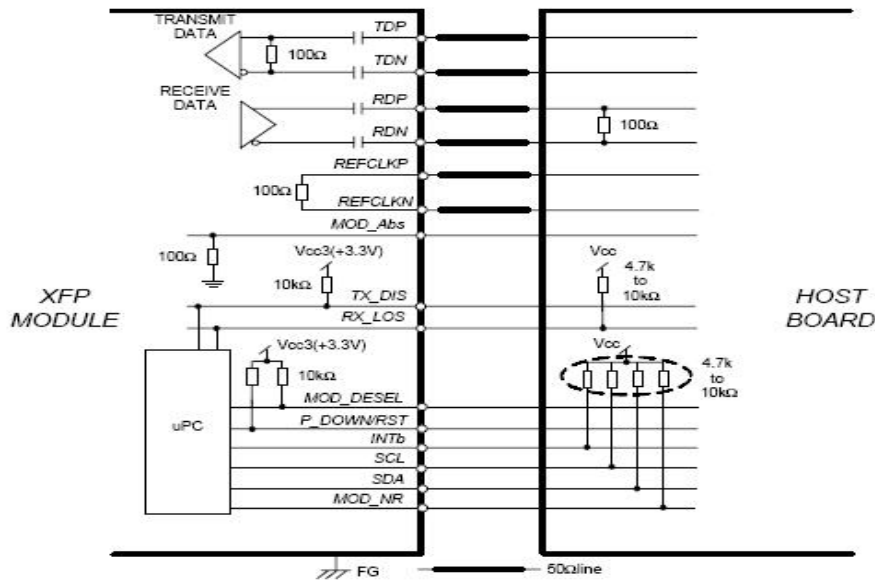 TRANSMIT
DATA
TDP
100Ω
TDN
RECEIVE
DATA
RDP
RDN
100Ω
REFCLKP
100Ω
REFCLKN
MOD_Abs
100Ω
Vcc3(+3.3V)
10kΩ
TX_DIS
RX_LOS
Vcc
4.7k
to
10kΩ
XFP
MODULE
HOST
BOARD
Vcc3(+3.3V)
10kΩ
Vcc
4.7k
to
10kΩ
uPC
MOD_DESEL
P_DOWN/RST
INTb
SCL
SDA
MOD_NR
FG
50Ωline